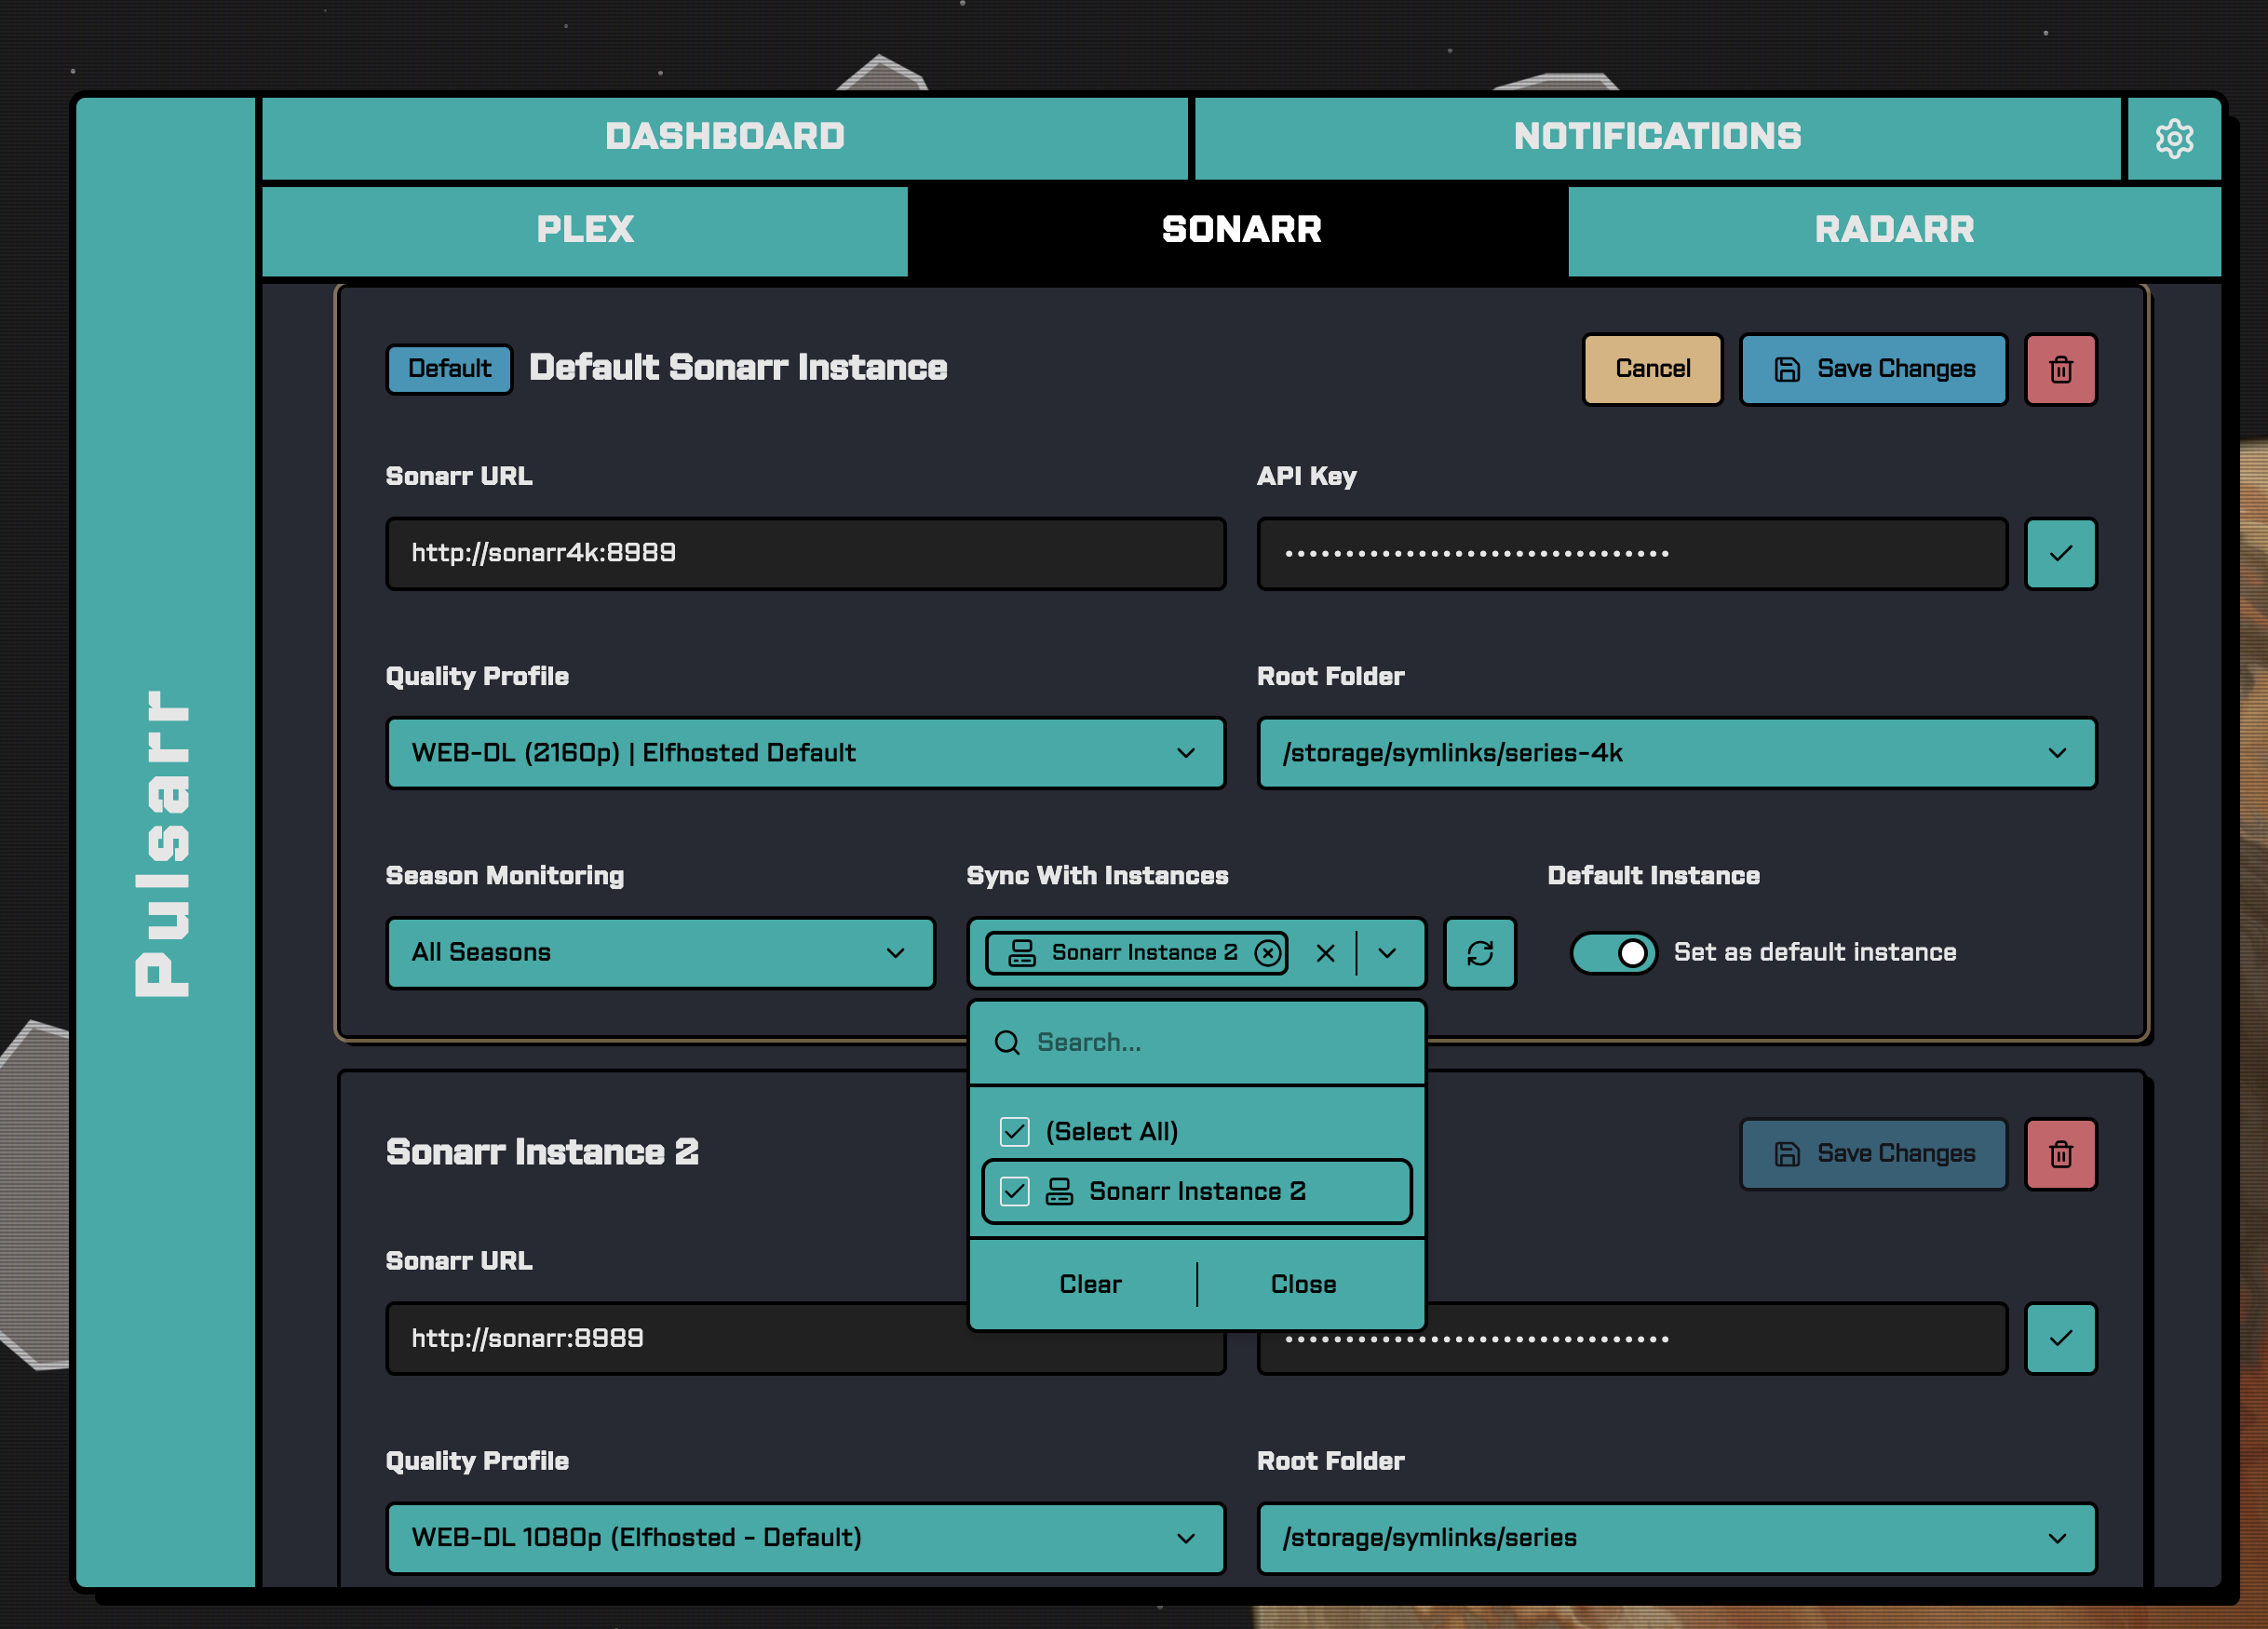 Pulsarr
DASHBOARD
NOTIFICATIONS
PLEX
SONARR
RADARR
Default
Default Sonarr Instance
Cancel
Save Changes
Sonarr URL
API Key
http://sonarr4k:8989
••••••••••••••••••••••••••••••••
Quality Profile
Root Folder
WEB-DL (2160p) | Elfhosted Default
/storage/symlinks/series-4k
Season Monitoring
Sync With Instances
Default Instance
All Seasons
Sonarr Instance 2
Set as default instance
Search...
(Select All)
Sonarr Instance 2
Clear
Close
Sonarr Instance 2
Save Changes
Sonarr URL
http://sonarr:8989
••••••••••••••••••••••••••••••••
Quality Profile
Root Folder
WEB-DL 1080p (Elfhosted - Default)
/storage/symlinks/series